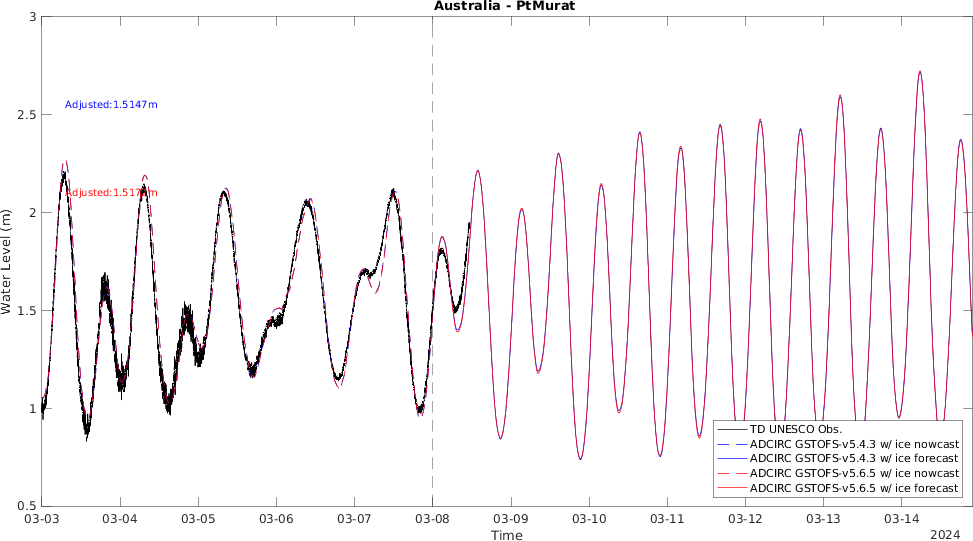 Australia - PtMurat
3
2.5
2
1.5
1
0.5
Water Level (m)
Adjusted:1.5147m
TD UNESCO Obs.
ADCIRC GSTOFS-v5.4.3 w/ ice nowcast
ADCIRC GSTOFS-v5.4.3 w/ ice forecast
ADCIRC GSTOFS-v5.6.5 w/ ice nowcast
ADCIRC GSTOFS-v5.6.5 w/ ice forecast
03-03 03-04 03-05 03-06 03-07 03-08 03-09 03-10 03-11 03-12 03-13 03-14
Time
2024